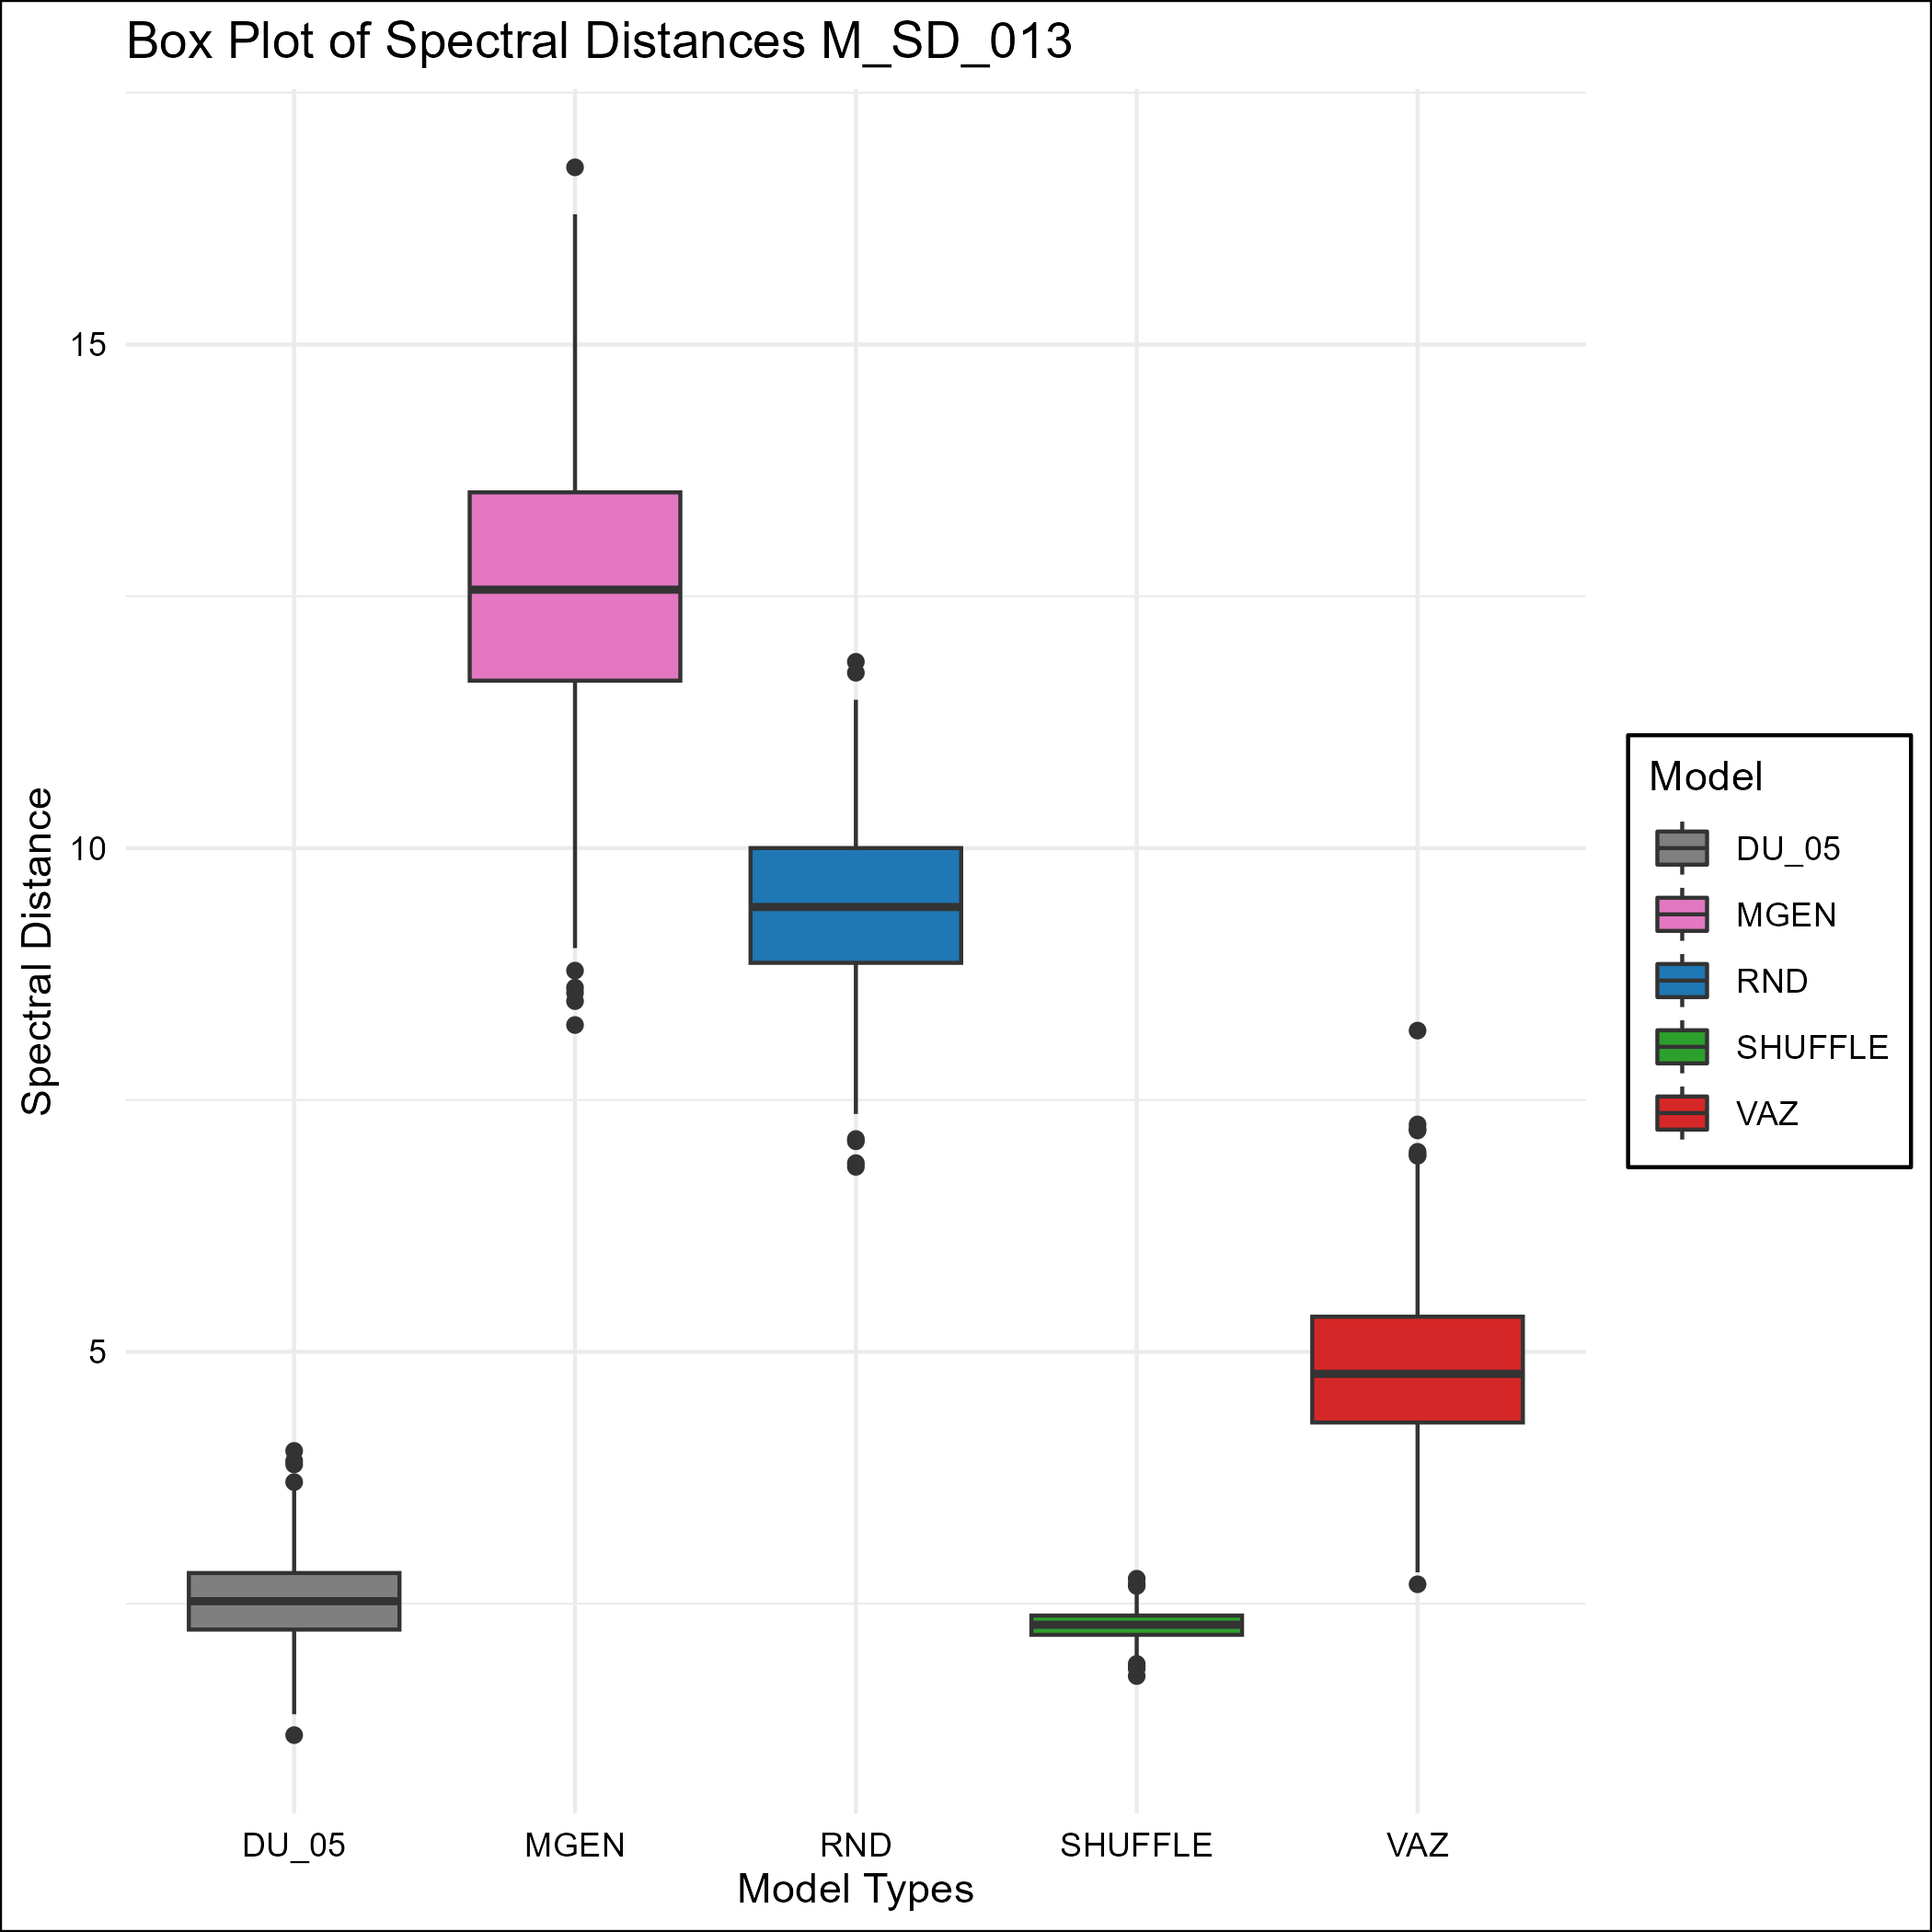 Box Plot of Spectral Distances M_SD_013
15
10
5
Spectral Distance
DU_05
MGEN
RND
SHUFFLE
VAZ
Model Types
Model
DU_05
MGEN
RND
SHUFFLE
VAZ